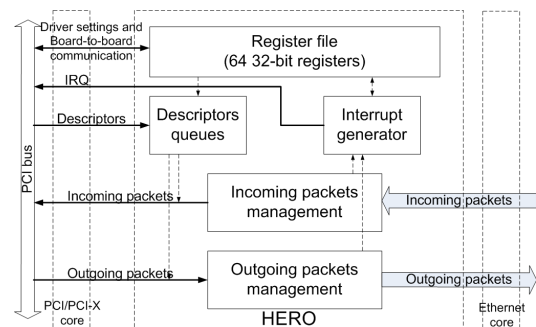 Driver settings and
Board-to-board
communication
Register file
(64 32-bit registers)
IRQ
Descriptors
Descriptors
queues
Interrupt
generator
PCI bus
Incoming packets
Incoming packets
management
Incoming packets
Outgoing packets
Outgoing packets
management
Outgoing packets
PCI/PCI-X
core
HERO
Ethernet
core